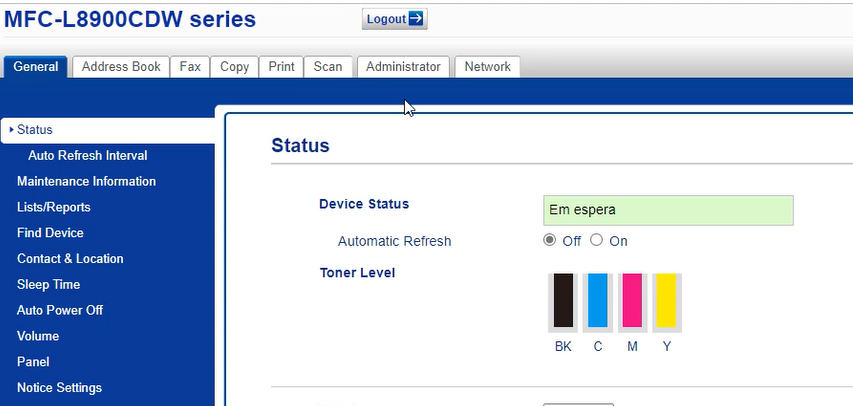 MFC-L8900CDW series
Logout
General
Address Book
Fax
Copy
Print
Scan
Administrator
Network
Status
Auto Refresh Interval
Maintenance Information
Lists/Reports
Find Device
Contact & Location
Sleep Time
Auto Power Off
Volume
Panel
Notice Settings
Status
Device Status
Em espera
Automatic Refresh
Off On
Toner Level
BK C M Y